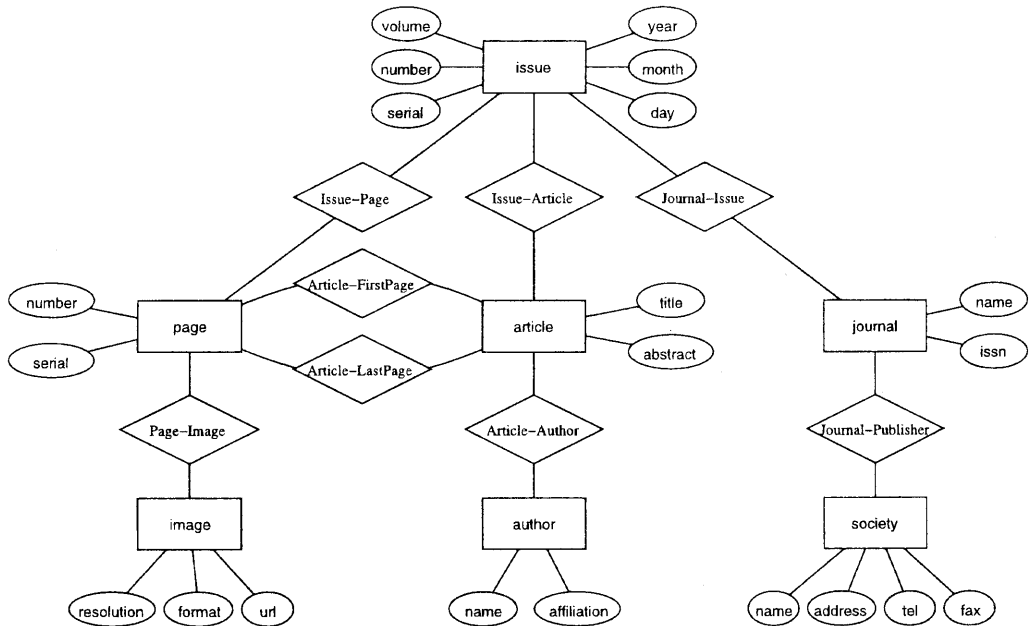 volume
year
issue
number
month
serial
day
Issue-Page
Issue-Article
Journal-Issue
Article-FirstPage
number
title
name
page
article
journal
serial
abstract
issn
Article-LastPage
Page-Image
Article-Author
Journal-Publisher
image
author
society
resolution
format
url
name
affiliation
name
address
tel
fax